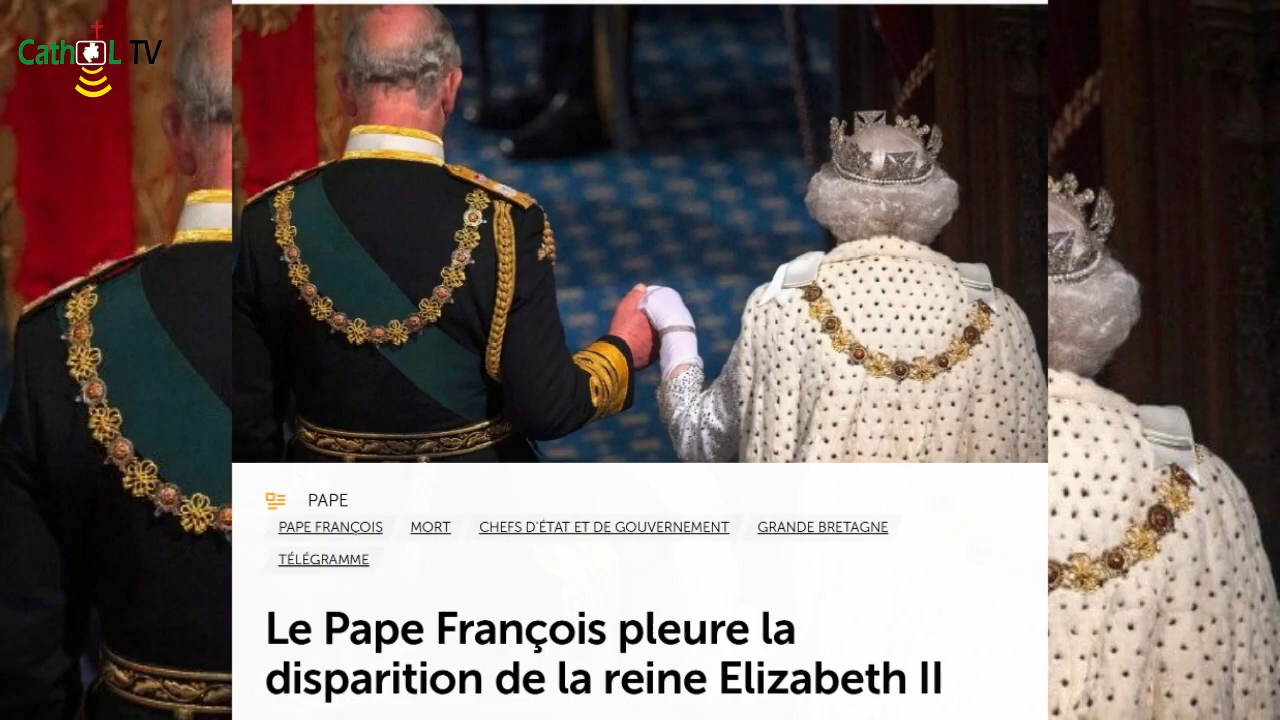 CathoL TV
PAPE
PAPE FRANÇOIS MORT CHEFS D'ÉTAT ET DE GOUVERNEMENT GRANDE BRETAGNE
TÉLÉGRAMME
Le Pape François pleure la
disparition de la reine Elizabeth II